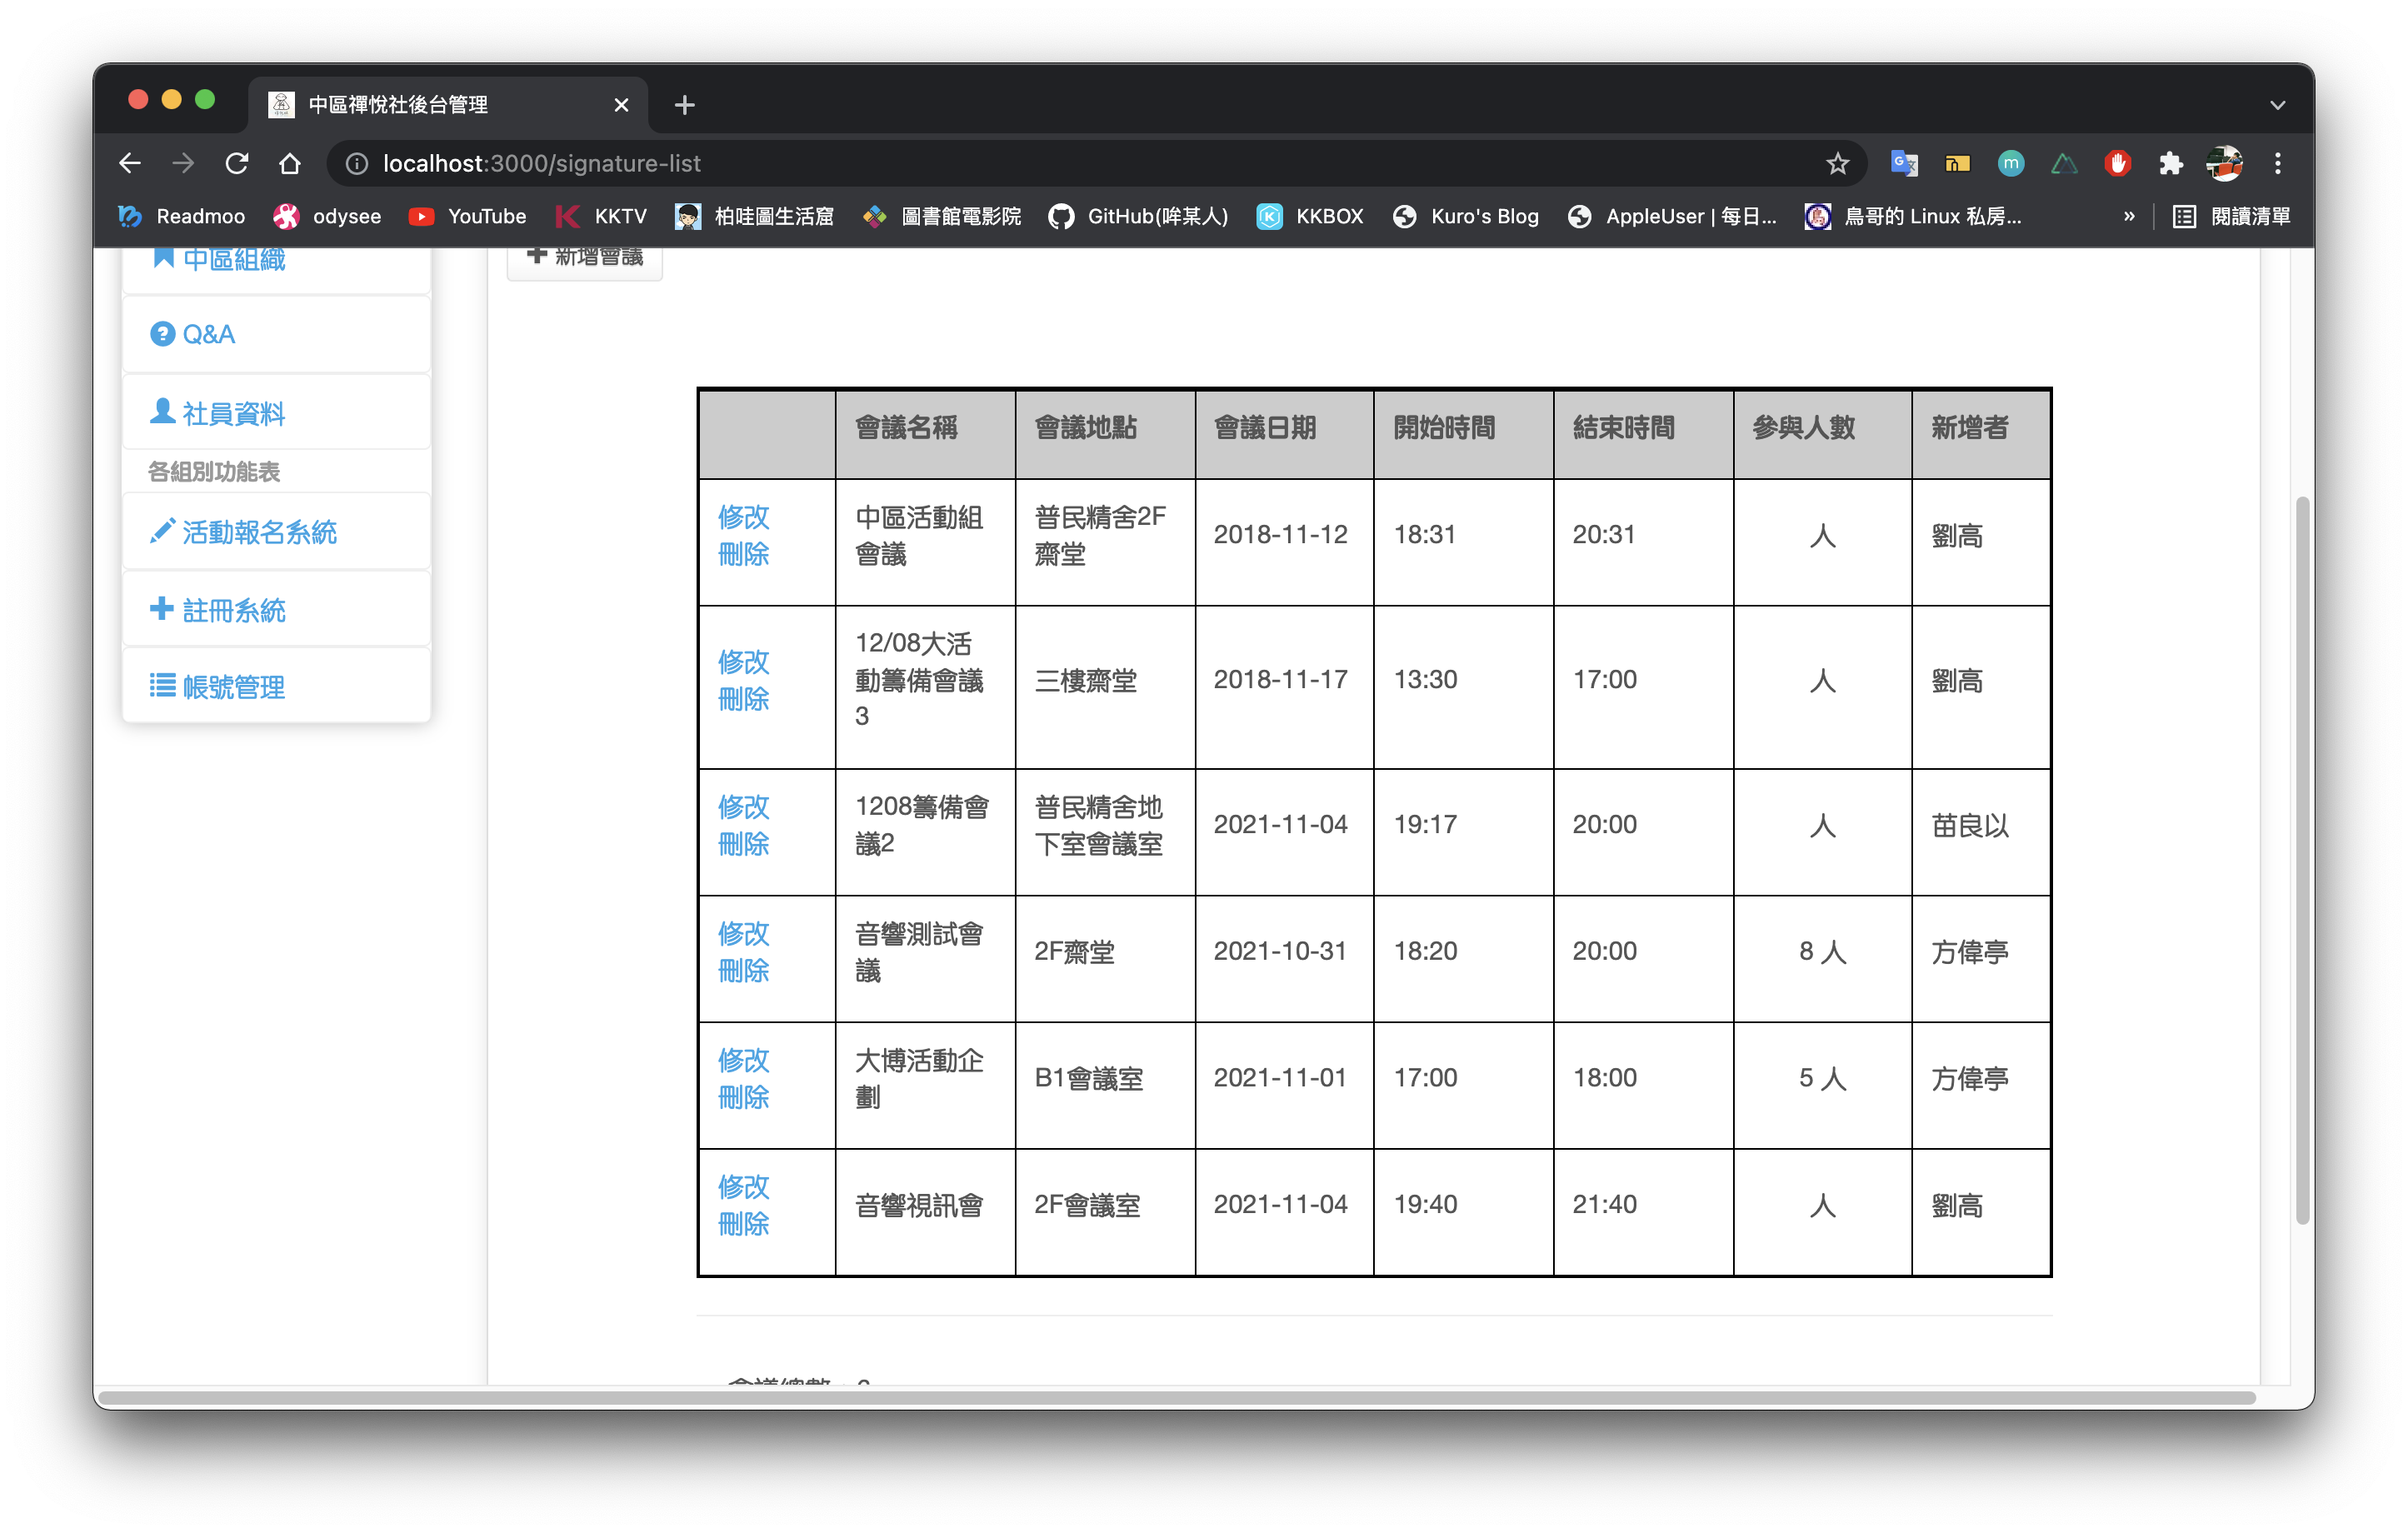 中區禪悅社後台管理
localhost:3000/signature-list
Readmoo odysee YouTube KKTV 柏哇圖生活窩 圖書館電影院 GitHub(哞某人) KKBOX Kuro's Blog AppleUser | 每日... 鳥哥的 Linux 私房... » 閱讀清單
中區組織
Q&A
社員資料
各組別功能表
活動報名系統
註冊系統
帳號管理
新增會議
會議名稱 會議地點 會議日期 開始時間 結束時間 參與人數 新增者
修改 中區活動組 普民精舍2F 2018-11-12 18:31 20:31 人 劉高
刪除 會議 齋堂
12/08大活
修改 動籌備會議 三樓齋堂 2018-11-17 13:30 17:00 人 劉高
刪除 3
修改 1208籌備會 普民精舍地 2021-11-04 19:17 20:00 人 苗良以
刪除 議2 下室會議室
修改 音響測試會 2F齋堂 2021-10-31 18:20 20:00 8 人 方偉亭
刪除 議
修改 大博活動企 B1會議室 2021-11-01 17:00 18:00 5 人 方偉亭
刪除 劃
修改 音響視訊會 2F會議室 2021-11-04 19:40 21:40 人 劉高
刪除
會議總數